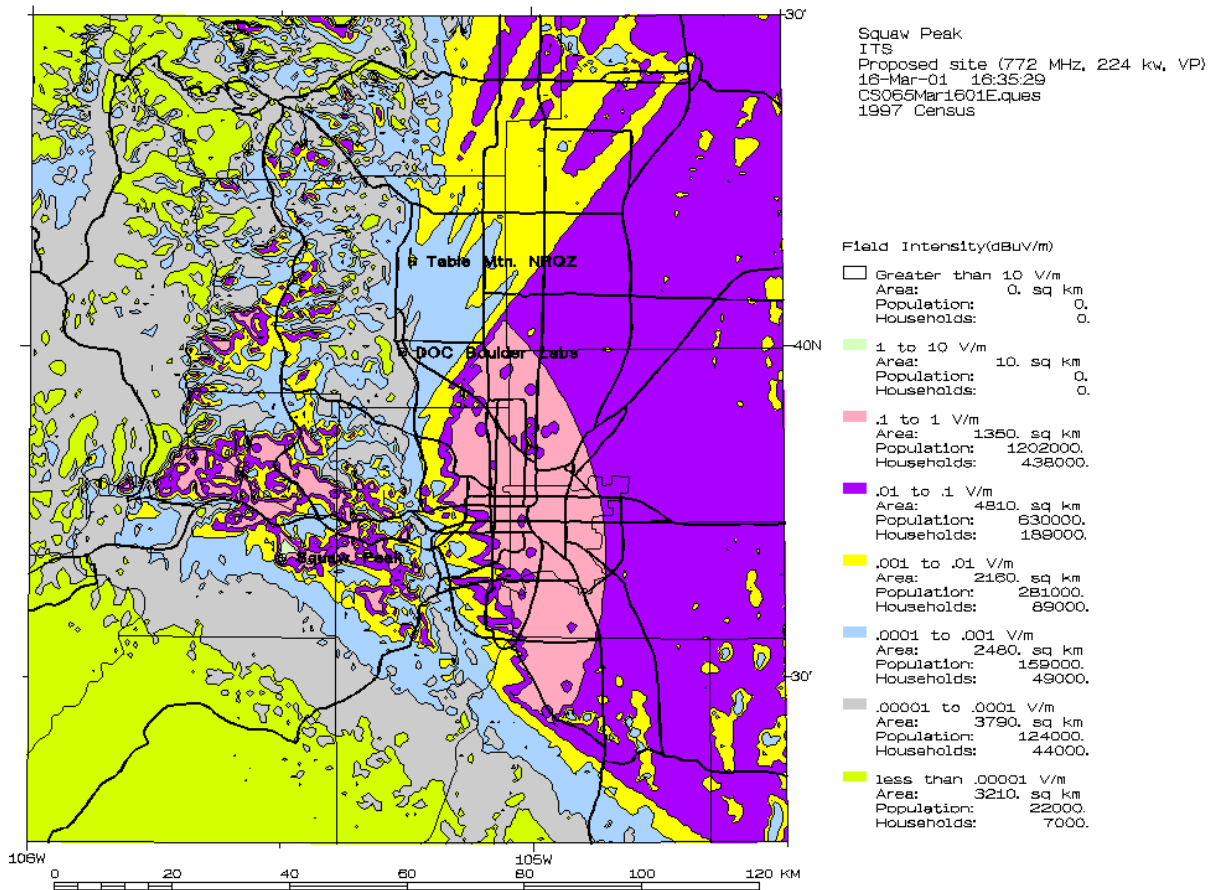 30'
Squaw Peak
ITS
Proposed site (772 MHz, 224 kw, VP)
16-Mar-01 16:35:29
CS065Mar1601E.ques
1997 Census
Table Mtn. NRQZ
40N
DOC Boulder Labs
Squaw Peak
30'
106W
105W
0 20 40 60 80 100 120 KM
Field Intensity(dBuV/m)
Greater than 10 V/m
Area: 0. sq km
Population: 0.
Households: 0.
1 to 10 V/m
Area: 10. sq km
Population: 0.
Households: 0.
.1 to 1 V/m
Area: 1350. sq km
Population: 1202000.
Households: 438000.
.01 to .1 V/m
Area: 4810. sq km
Population: 630000.
Households: 189000.
.001 to .01 V/m
Area: 2160. sq km
Population: 281000.
Households: 89000.
.0001 to .001 V/m
Area: 2480. sq km
Population: 159000.
Households: 49000.
.00001 to .0001 V/m
Area: 3790. sq km
Population: 124000.
Households: 44000.
less than .00001 V/m
Area: 3210. sq km
Population: 22000.
Households: 7000.